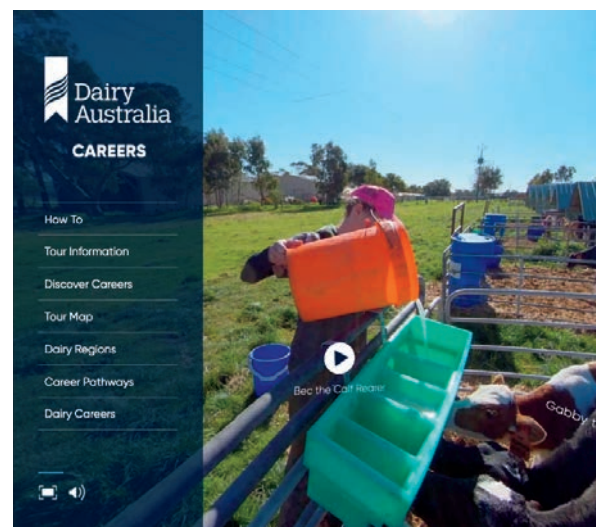 Dairy
Australia
CAREERS
How To
Tour Information
Discover Careers
Tour Map
Dairy Regions
Career Pathways
Dairy Careers
Bec the Calf Rearer
Gabby t